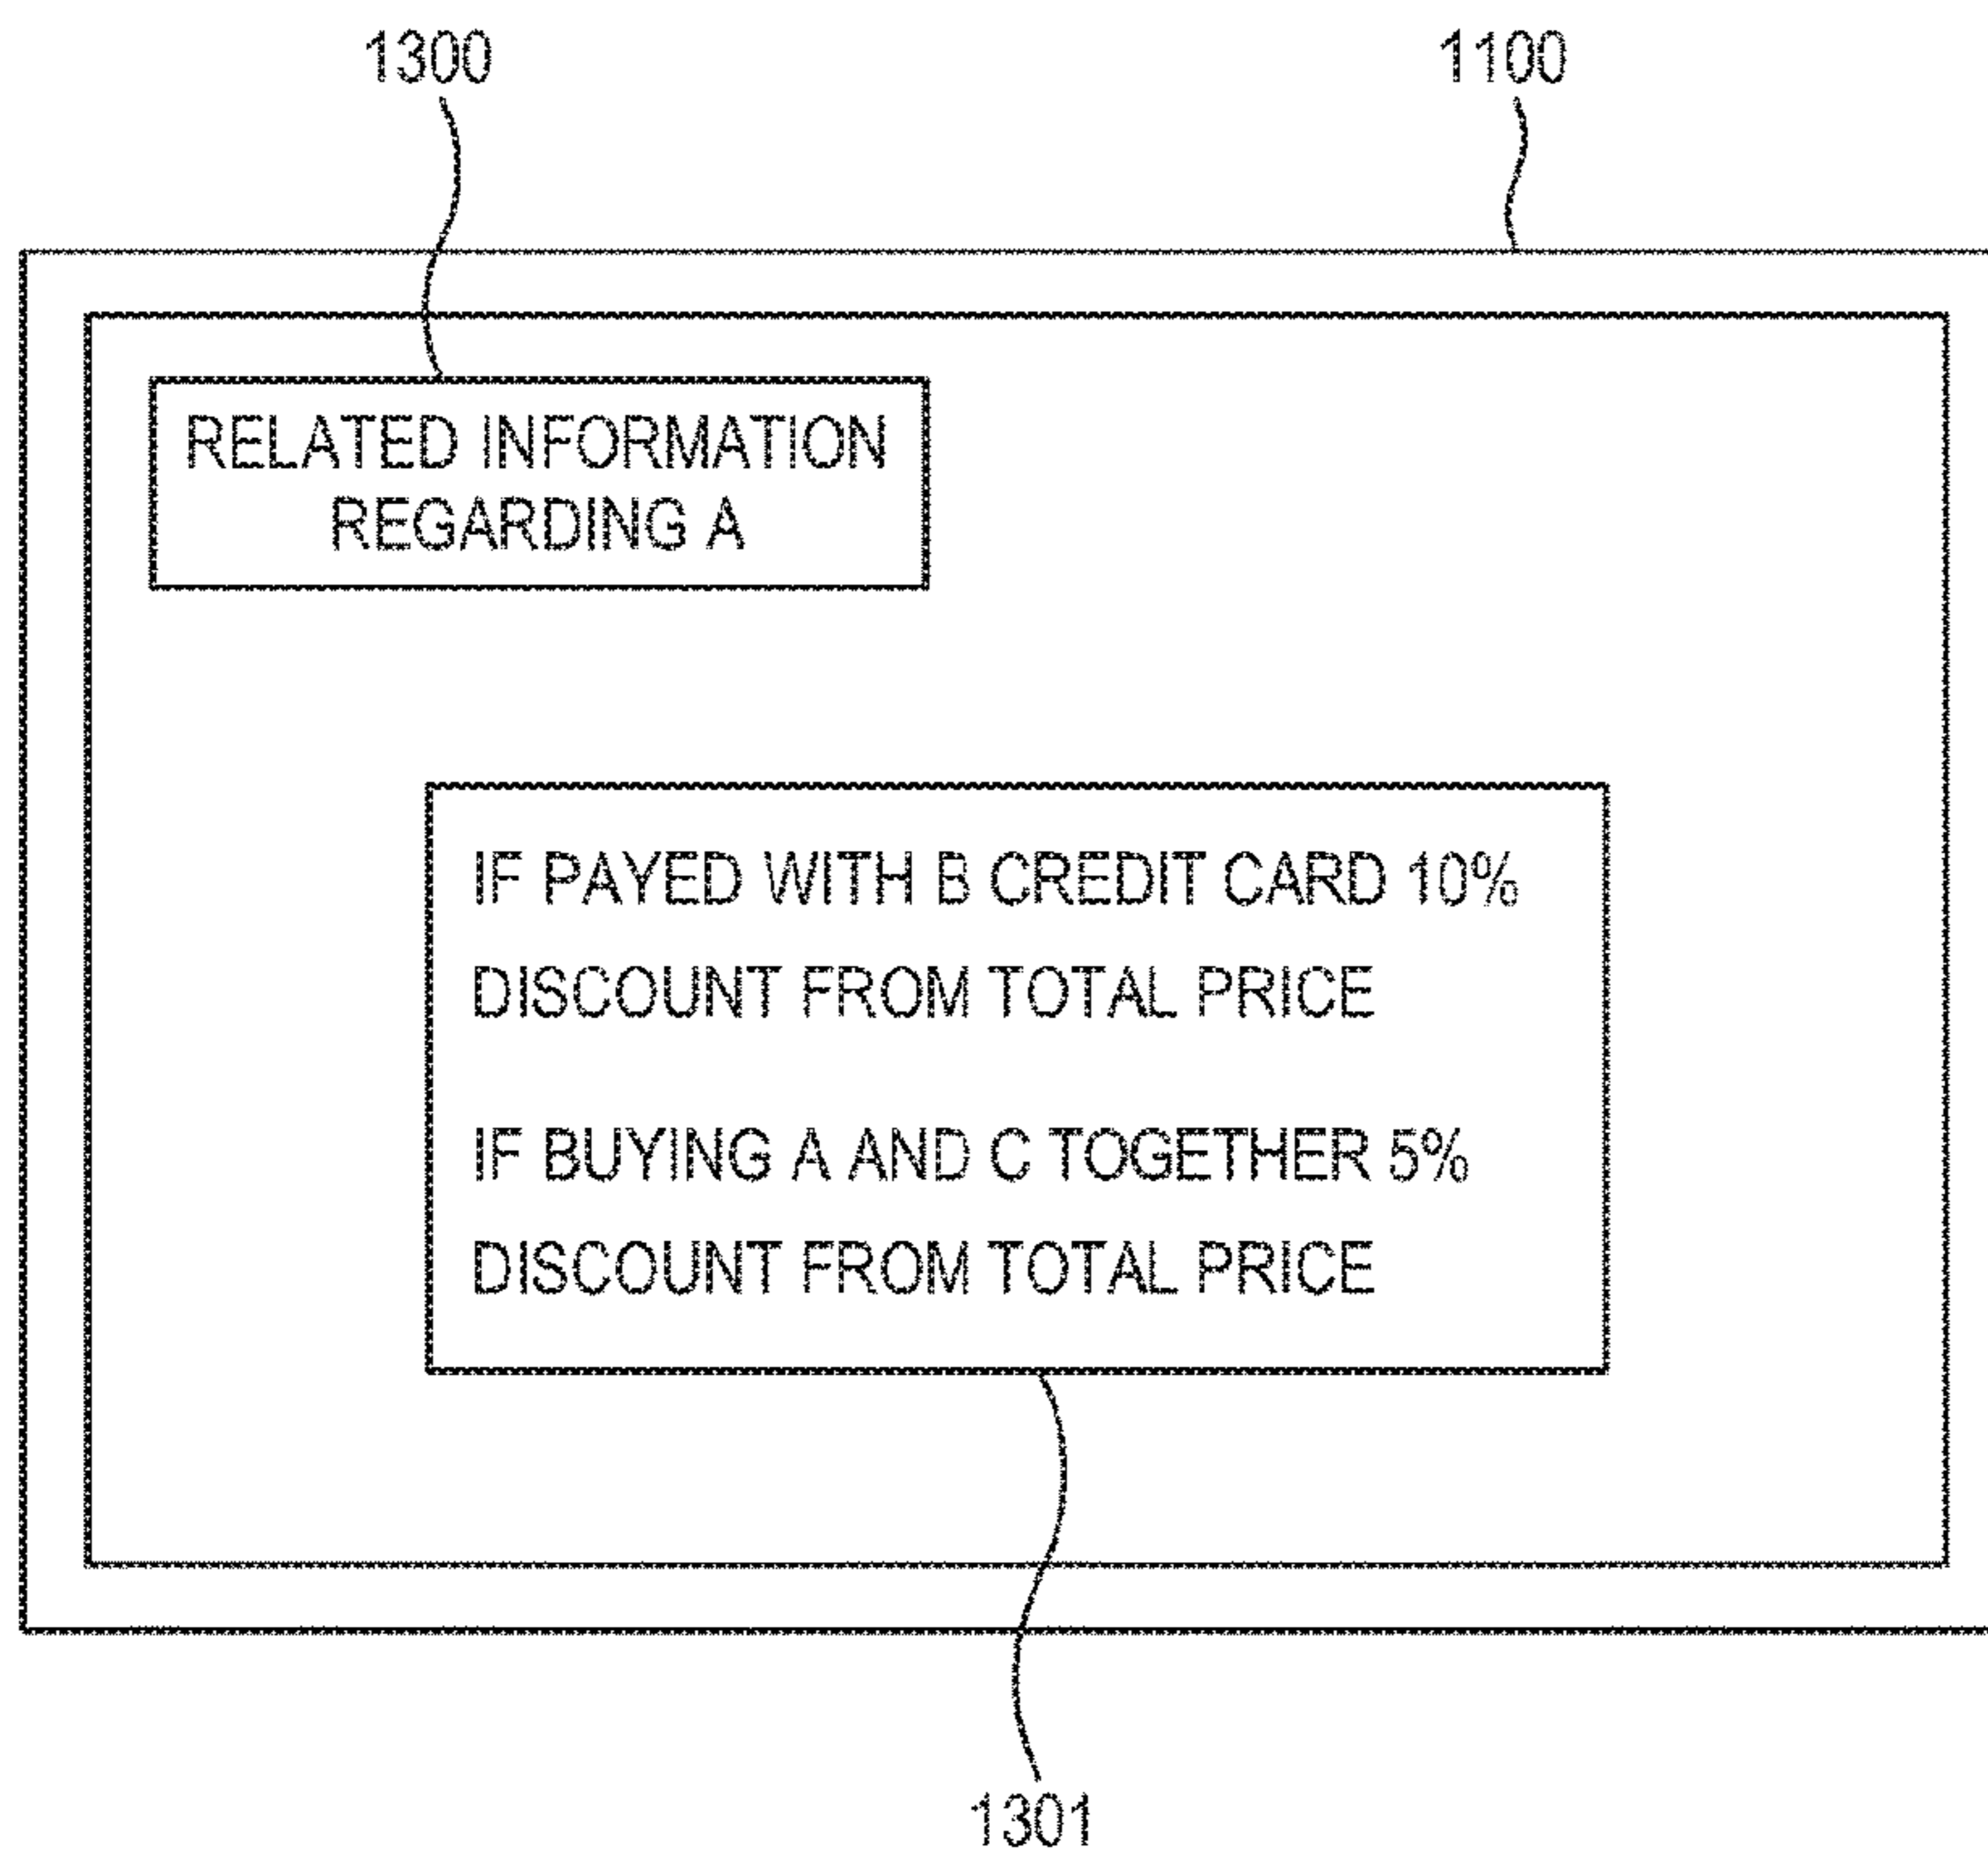 1300
1100
RELATED INFORMATION
REGARDING A
IF PAYED WITH B CREDIT CARD 10%
DISCOUNT FROM TOTAL PRICE
IF BUYING A AND C TOGETHER 5%
DISCOUNT FROM TOTAL PRICE
1301